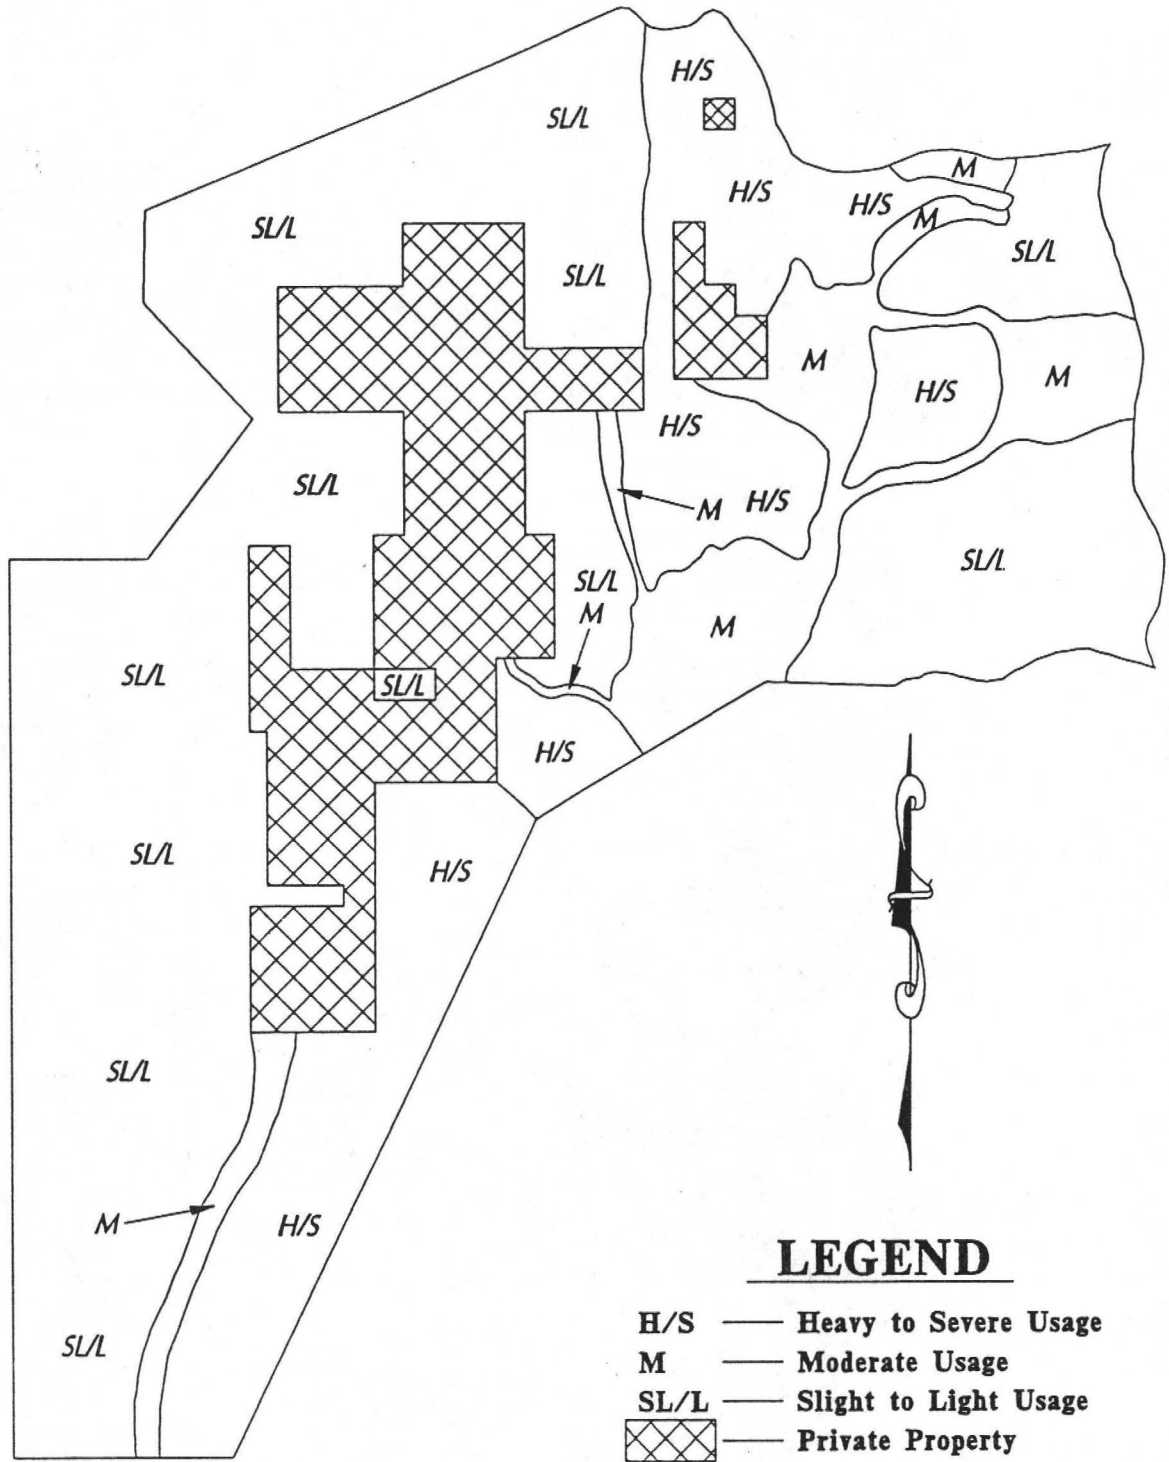 H/S
SL/L
M
H/S
H/S
M
SL/L
SL/L
SL/L
M
M
H/S
H/S
SL/L
M
H/S
SL/L
SL/L
M
M
SL/L
SL/L
H/S
SL/L
H/S
SL/L
M
H/S
SL/L
LEGEND
H/S Heavy to Severe Usage
M Moderate Usage
SL/L Slight to Light Usage
Private Property